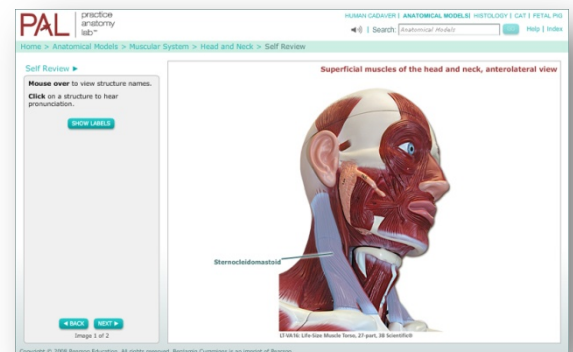 PAL practice anatomy lab™
HUMAN CADAVER | ANATOMICAL MODELS | HISTOLOGY | CAT | FETAL PIG
Search: Anatomical Models Help | Index
Home > Anatomical Models > Muscular System > Head and Neck > Self Review
Self Review ▶
Mouse over to view structure names.
Click on a structure to hear
pronunciation.
SHOW LABELS
◀ BACK NEXT ▶
Image 1 of 2
Superficial muscles of the head and neck, anterolateral view
Sternocleidomastoid
LT-VA16: Life-Size Muscle Torso, 27-part, 3B Scientific®
Copyright © 2008 Pearson Education. All rights reserved. Benjamin Cummings is an imprint of Pearson.